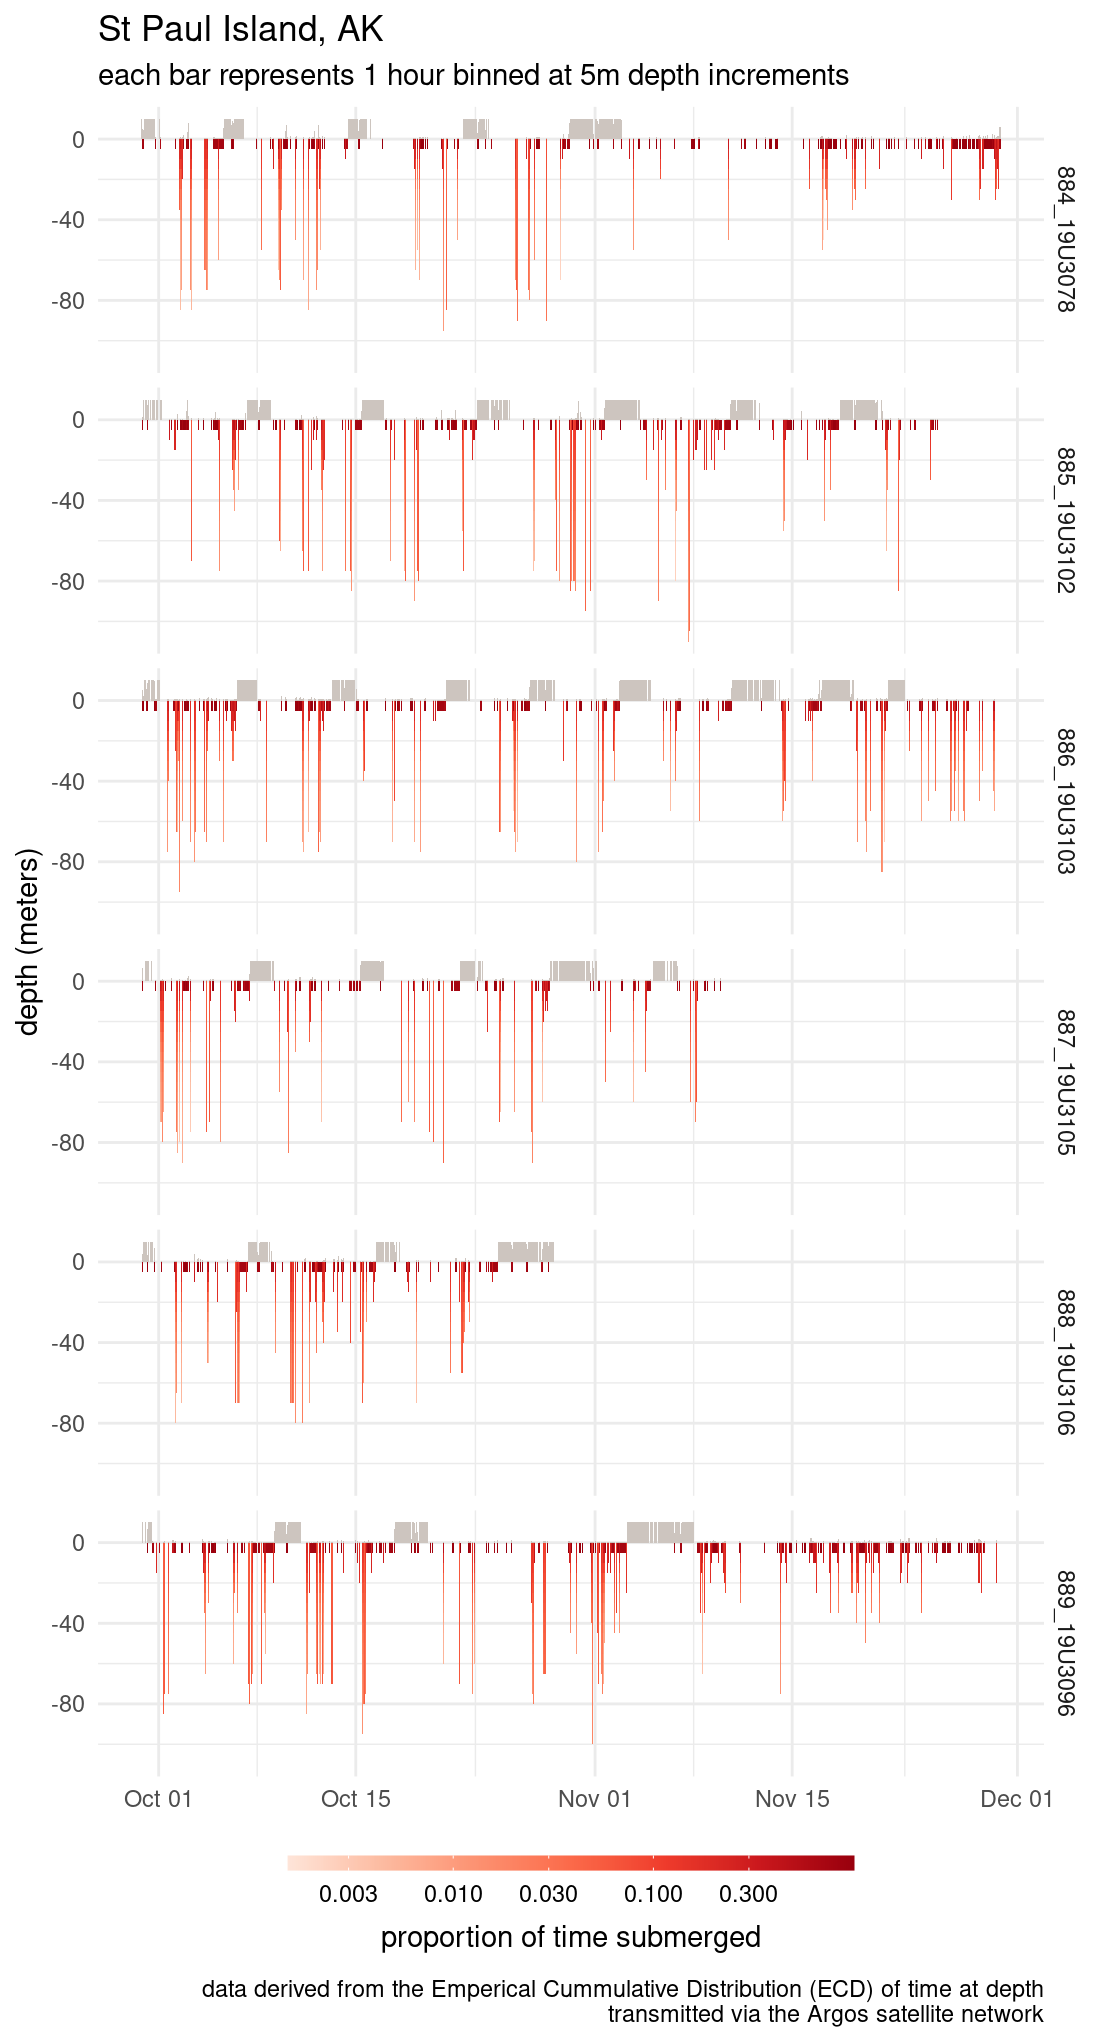 St Paul Island, AK
each bar represents 1 hour binned at 5m depth increments
depth (meters)
0
-40
-80
884_19U3078
0
-40
-80
885_19U3102
0
-40
-80
886_19U3103
0
-40
-80
887_19U3105
0
-40
-80
888_19U3106
0
-40
-80
889_19U3096
Oct 01 Oct 15 Nov 01 Nov 15 Dec 01
0.003 0.010 0.030 0.100 0.300
proportion of time submerged
data derived from the Emperical Cummulative Distribution (ECD) of time at depth
transmitted via the Argos satellite network